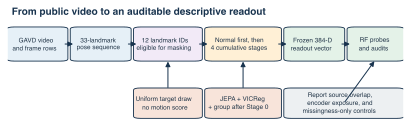 From public video to an auditable descriptive readout
GAVD video
and frame rows
33-landmark
pose sequence
12 landmark IDs
eligible for masking
Normal first, then
4 cumulative stages
Frozen 384-D
readout vector
RF probes
and audits
Uniform target draw
no motion score
JEPA + VICReg
+ group after Stage 0
Report source overlap,
encoder exposure, and
missingness-only controls